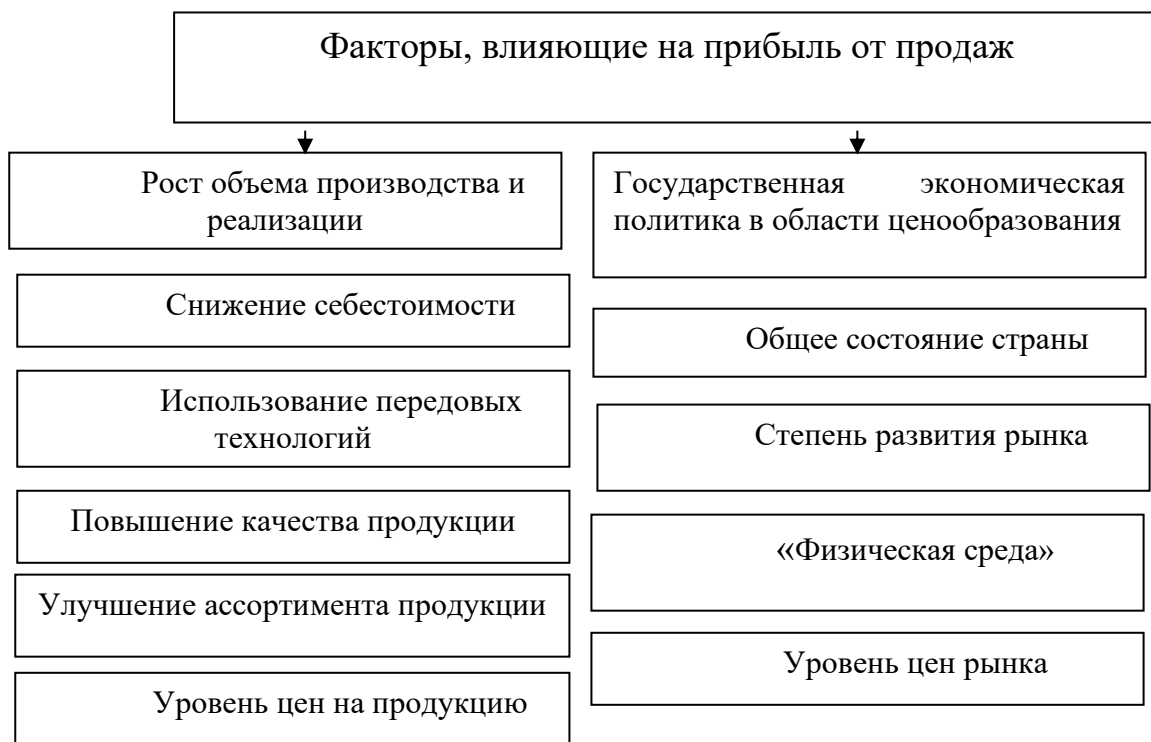 Факторы, влияющие на прибыль от продаж
Рост объема производства и
реализации
Снижение себестоимости
Использование передовых
технологий
Повышение качества продукции
Улучшение ассортимента продукции
Уровень цен на продукцию
Государственная экономическая
политика в области ценообразования
Общее состояние страны
Степень развития рынка
«Физическая среда»
Уровень цен рынка